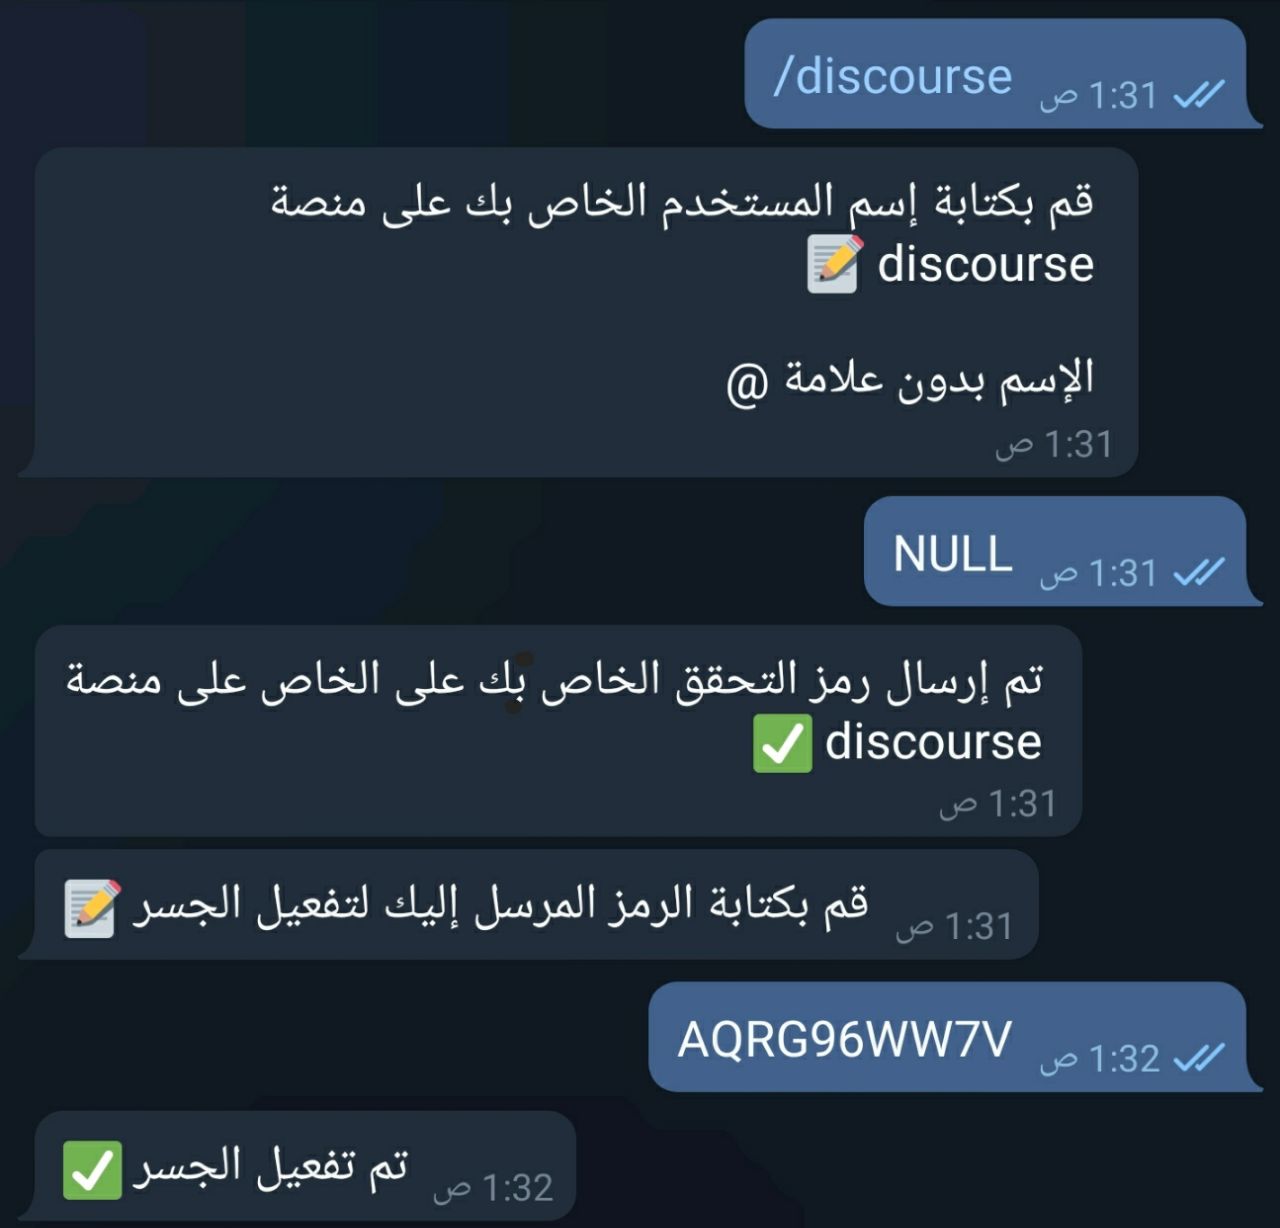 /discourse
1:31 ص
قم بكتابة إسم المستخدم الخاص بك على منصة
discourse 📝
الإسم بدون علامة @
1:31 ص
NULL
1:31 ص
تم إرسال رمز التحقق الخاص بك على الخاص على منصة
discourse ✅
1:31 ص
قم بكتابة الرمز المرسل إليك لتفعيل الجسر 📝
1:31 ص
AQRG96WW7V
1:32 ص
تم تفعيل الجسر ✅
1:32 ص